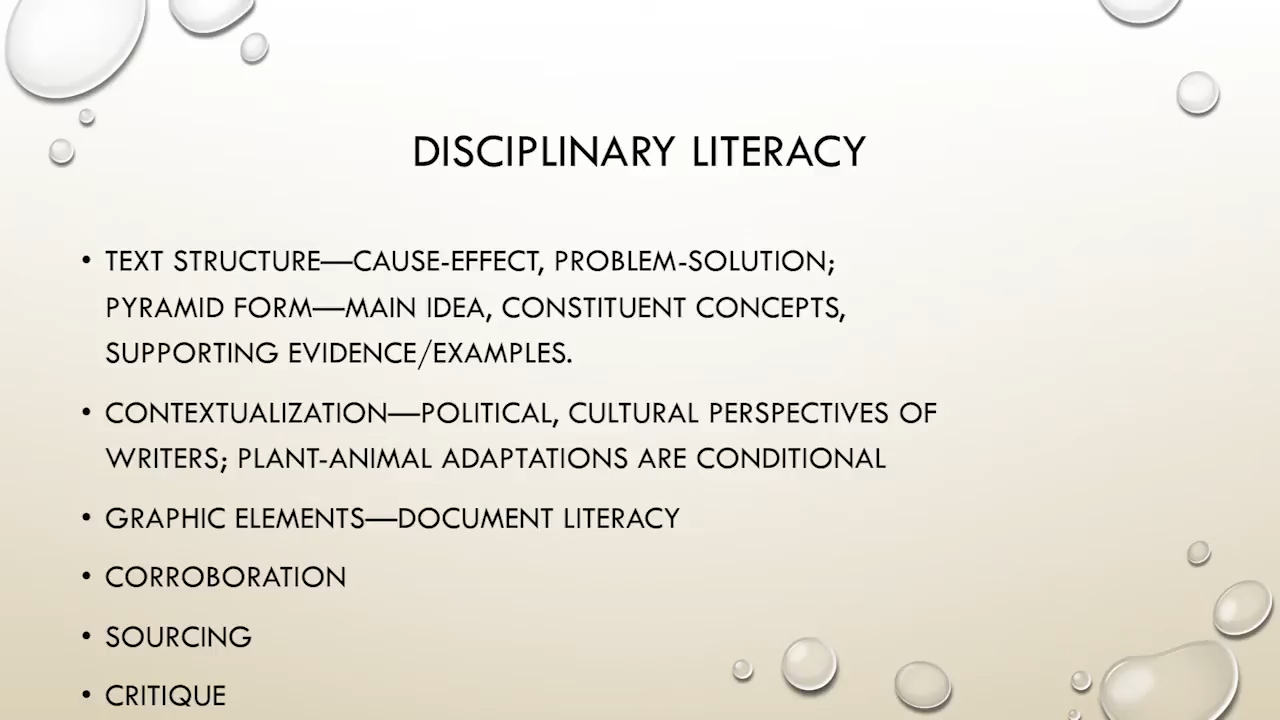 DISCIPLINARY LITERACY
• TEXT STRUCTURE—CAUSE-EFFECT, PROBLEM-SOLUTION;
PYRAMID FORM—MAIN IDEA, CONSTITUENT CONCEPTS,
SUPPORTING EVIDENCE/EXAMPLES.
• CONTEXTUALIZATION—POLITICAL, CULTURAL PERSPECTIVES OF
WRITERS; PLANT-ANIMAL ADAPTATIONS ARE CONDITIONAL
• GRAPHIC ELEMENTS—DOCUMENT LITERACY
• CORROBORATION
• SOURCING
• CRITIQUE